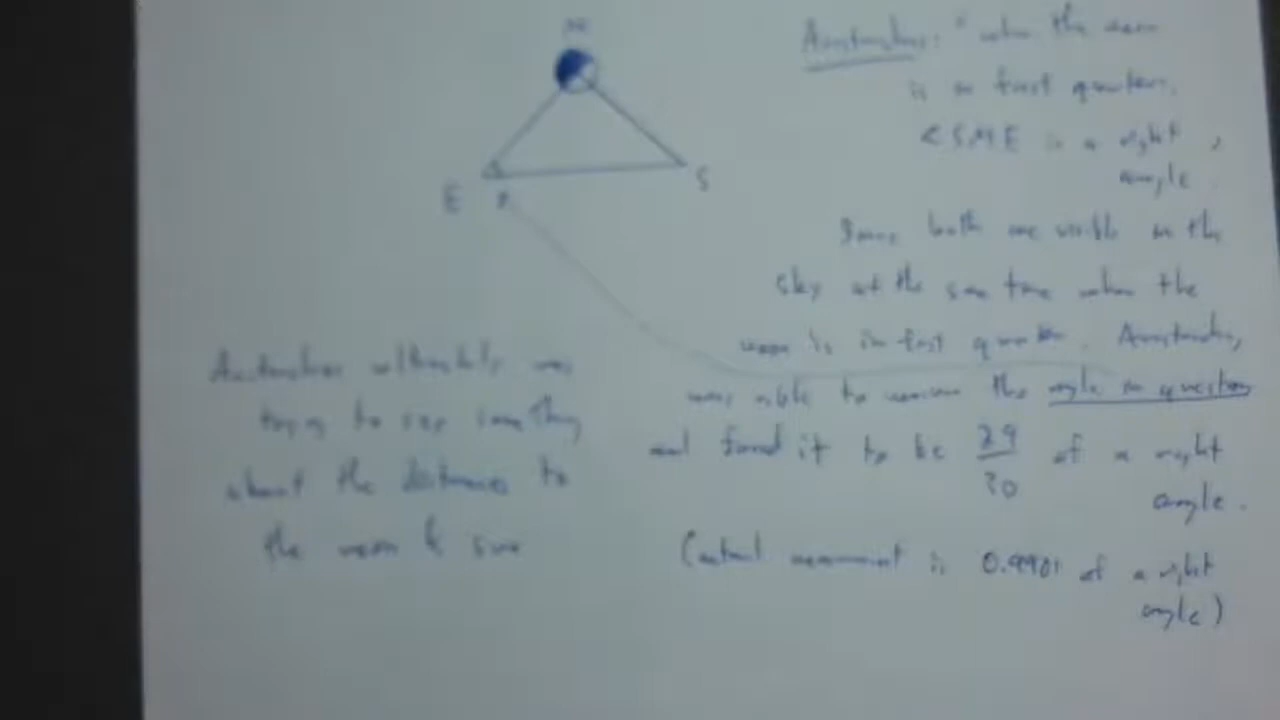 M
E
S
Aristarchus: "when the moon
is in first quarter,
< SME is a right
angle.
Since both are visible in the
sky at the same time when the
moon is in first quarter. Aristarchus,
was able to measure the angle in question
and found it to be 29/30 of a right
angle.
(actual measurement is of a right
angle)
Aristarchus ultimately was
trying to say something
about the distances to
the moon & sun